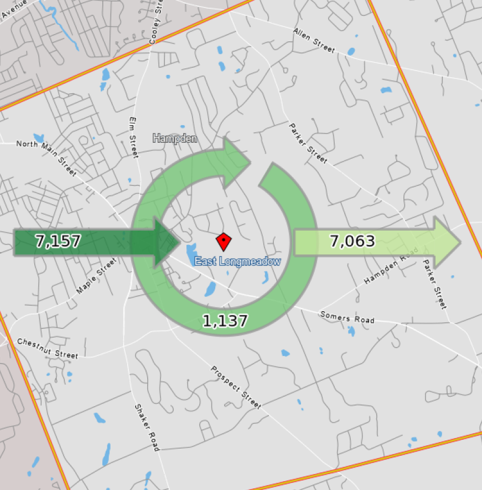 Avenue
Cooley Stre
Allen Street
Elm Street
Hampden
Parker Street
North Main Street
7,157
7,063
East Longmeadow
Maple Street
Hampden Road
Parker Street
1,137
Somers Road
Chestnut Street
Prospect Street
Shaker Road